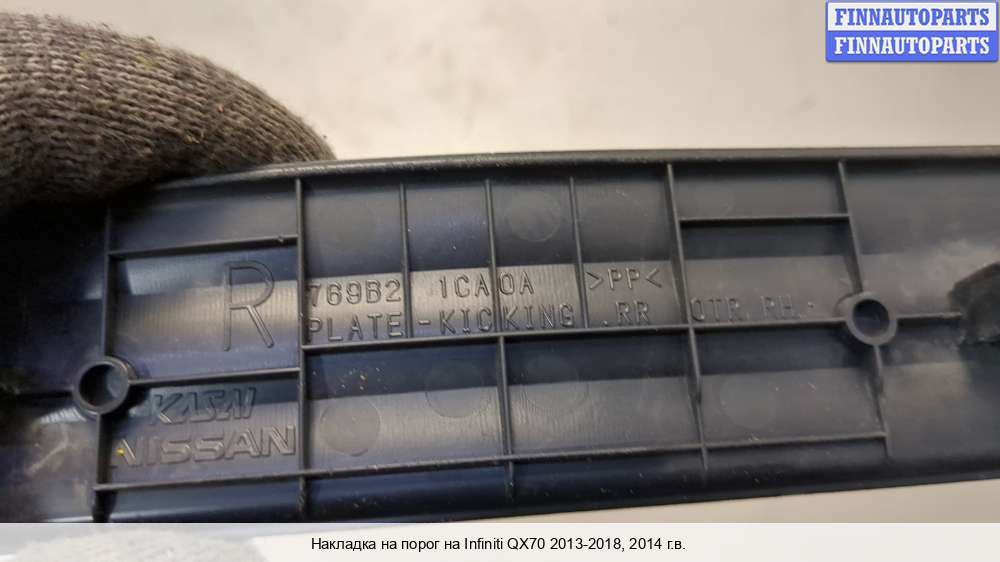 FINNAUTOPARTS
FINNAUTOPARTS
R
769B2 1CA0A >PP<
PLATE-KICKING .RR OTR.RH.
KASAI
NISSAN
Накладка на порог на Infiniti QX70 2013-2018, 2014 г.в.